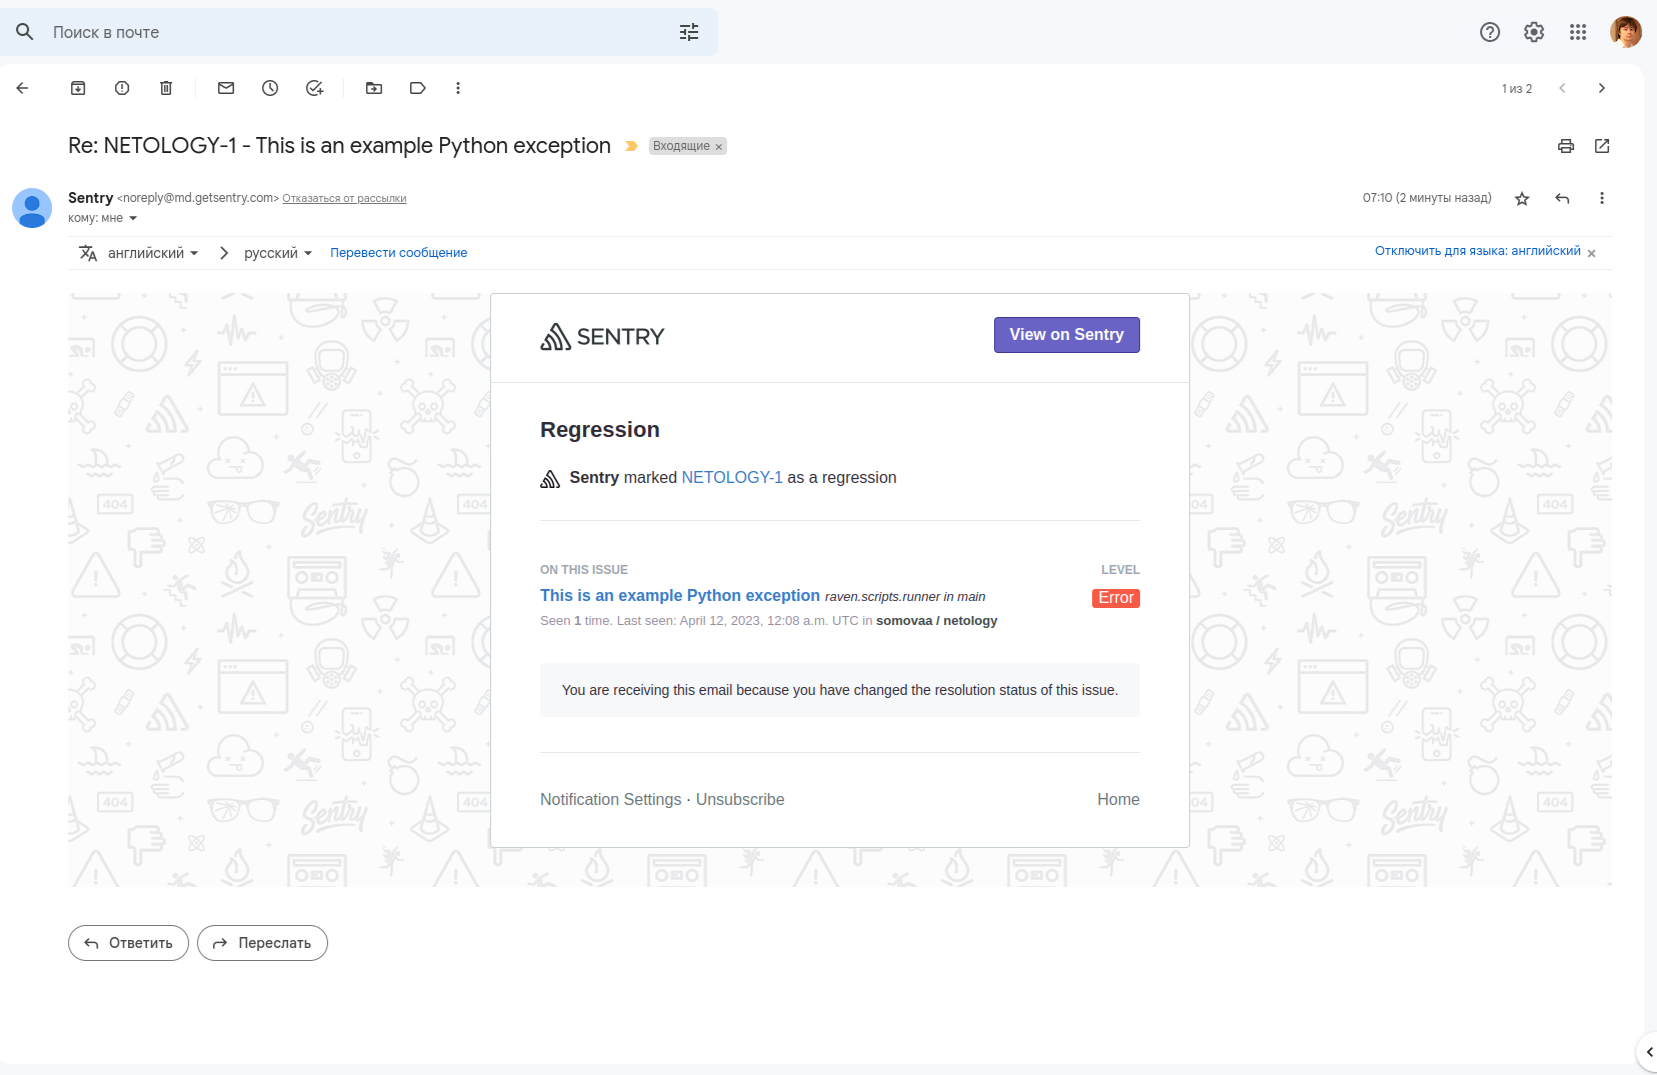 Поиск в почте
1 из 2
Re: NETOLOGY-1 - This is an example Python exception Входящие ×
Sentry <noreply@md.getsentry.com> Отказаться от рассылки
07:10 (2 минуты назад)
кому: мне
английский русский Перевести сообщение
Отключить для языка: английский ×
SENTRY
View on Sentry
Regression
Sentry marked NETOLOGY-1 as a regression
ON THIS ISSUE
LEVEL
This is an example Python exception raven.scripts.runner in main
Error
Seen 1 time. Last seen: April 12, 2023, 12:08 a.m. UTC in somovaa / netology
You are receiving this email because you have changed the resolution status of this issue.
Notification Settings · Unsubscribe
Home
404
Sentry
Ответить
Переслать